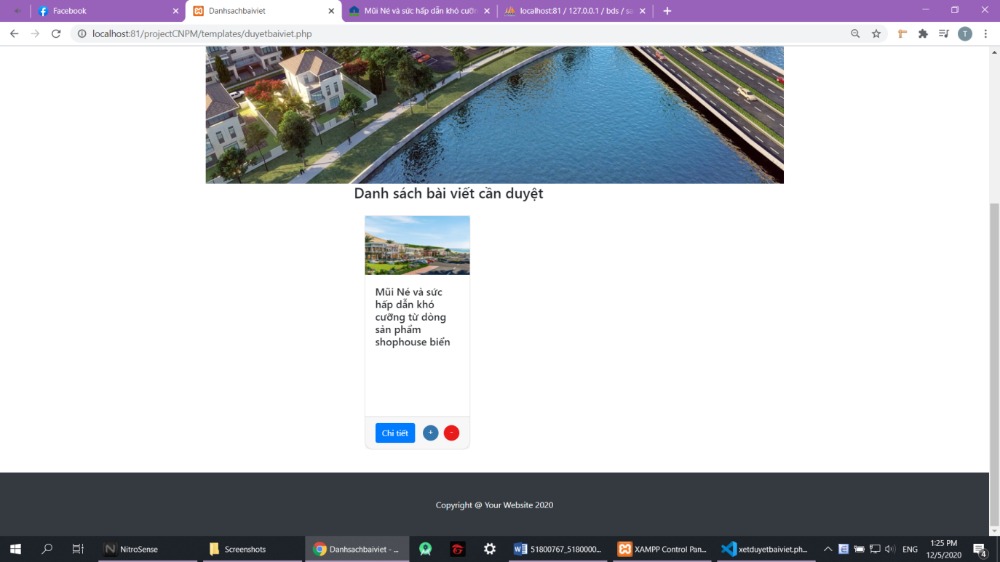 Facebook
Danhsachbaiviet
Mũi Né và sức hấp dẫn khó cưỡn
localhost:81 / 127.0.0.1 / bds / sa
localhost:81/projectCNPM/templates/duyetbaiviet.php
T
Danh sách bài viết cần duyệt
Mũi Né và sức
hấp dẫn khó
cưỡng từ dòng
sản phẩm
shophouse biển
Chi tiết
+
-
Copyright @ Your Website 2020
NitroSense
Screenshots
Danhsachbaiviet - ...
51800767_5180000...
XAMPP Control Pan...
xetduyetbaiviet.ph...
ENG
1:25 PM
12/5/2020
4